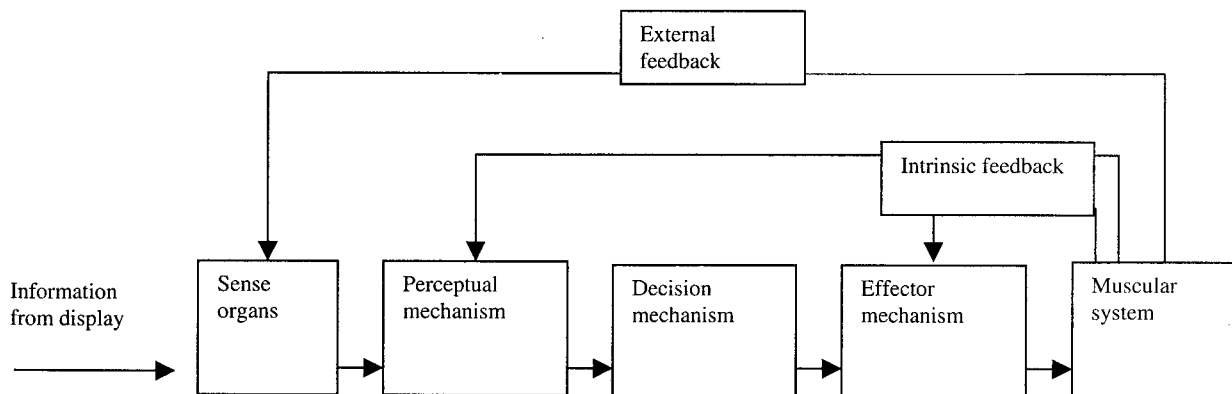 External
feedback
Intrinsic feedback
Information
from display
Sense
organs
Perceptual
mechanism
Decision
mechanism
Effector
mechanism
Muscular
system